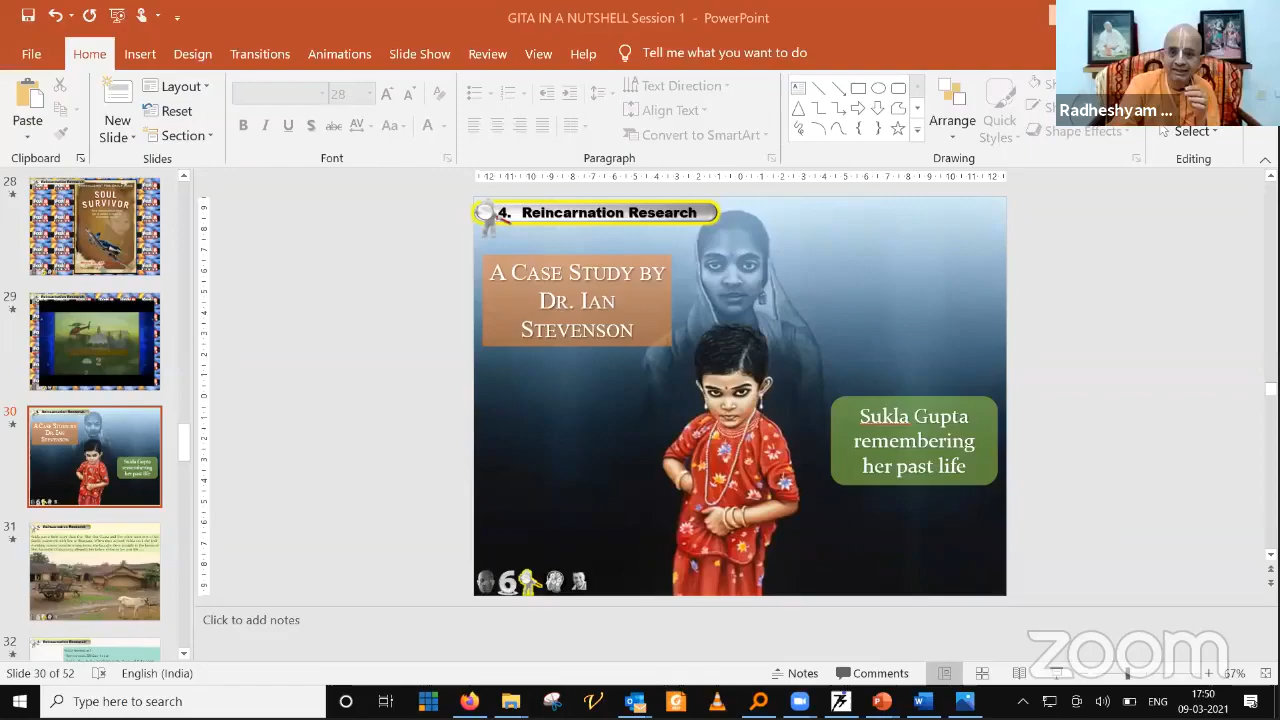 GITA IN A NUTSHELL Session 1 - PowerPoint
File Home Insert Design Transitions Animations Slide Show Review View Help Tell me what you want to do
Paste
New Slide
Layout
Reset
Section
28
Text Direction
Align Text
Convert to SmartArt
Arrange
Quick Styles
Shape Effects
Select
Clipboard Slides Font Paragraph Drawing Editing
Radheshyam ...
28
SOUL
SURVIVOR
29
30
31
32
4. Reincarnation Research
A CASE STUDY BY
DR. IAN
STEVENSON
Sukla Gupta
remembering
her past life
6
Click to add notes
zoom
Slide 30 of 52 English (India) Notes Comments 67%
Type here to search
ENG
17:50
09-03-2021